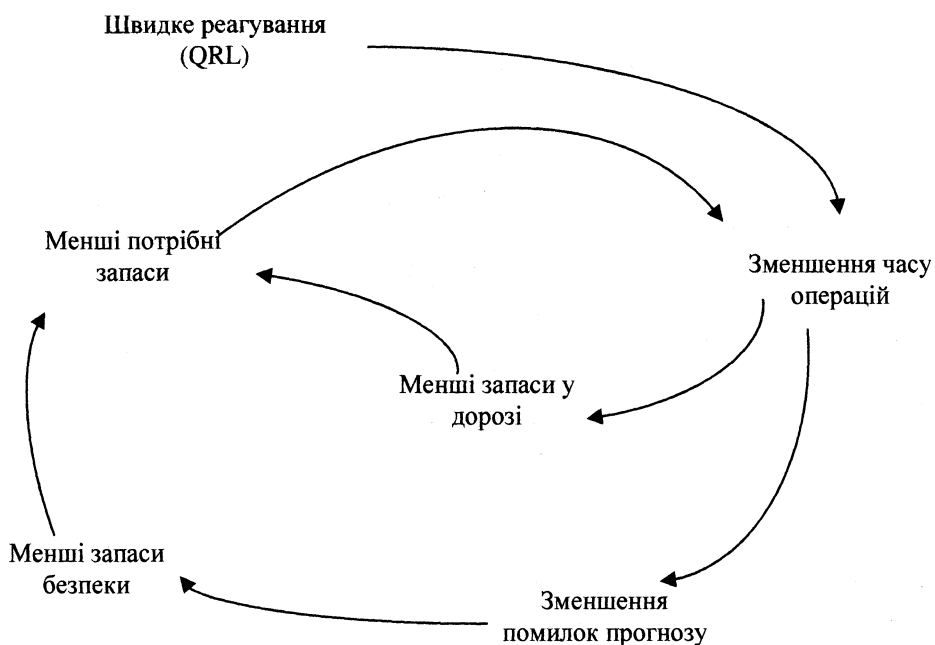 Швидке реагування
(QRL)
Менші потрібні
запаси
Зменшення часу
операцій
Менші запаси у
дорозі
Менші запаси
безпеки
Зменшення
помилок прогнозу